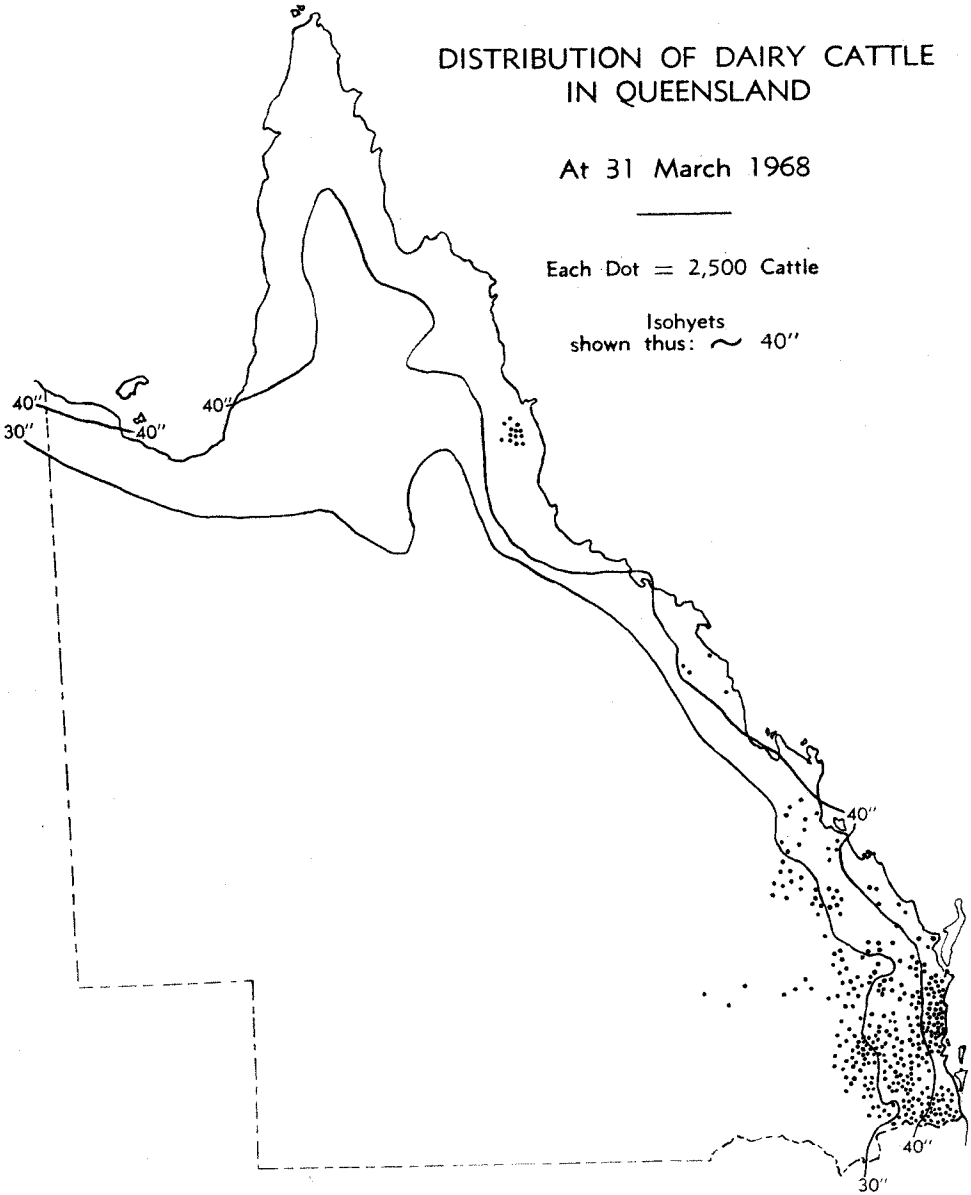 DISTRIBUTION OF DAIRY CATTLE
IN QUEENSLAND
At 31 March 1968
Each Dot = 2,500 Cattle
Isohyets
shown thus: ~ 40"
40"
40"
30"
40"
40"
40"
30"